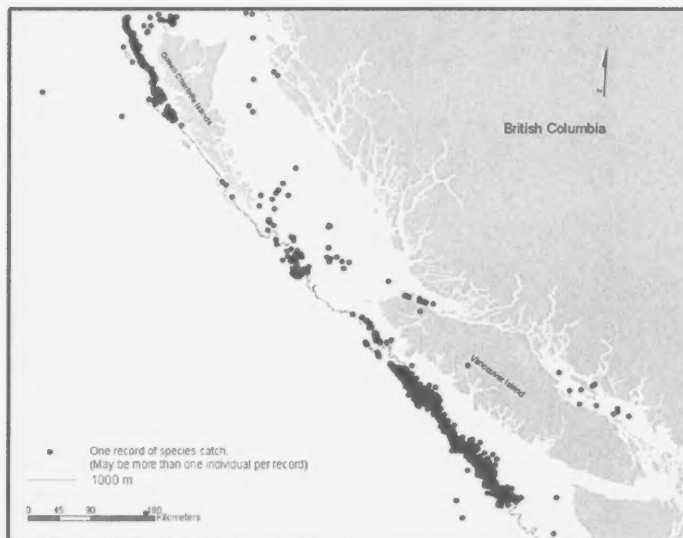 Queen Charlotte Islands
British Columbia
N
Vancouver Island
One record of species catch.
(May be more than one individual per record)
1000 m
0 45 90 180
Kilometers